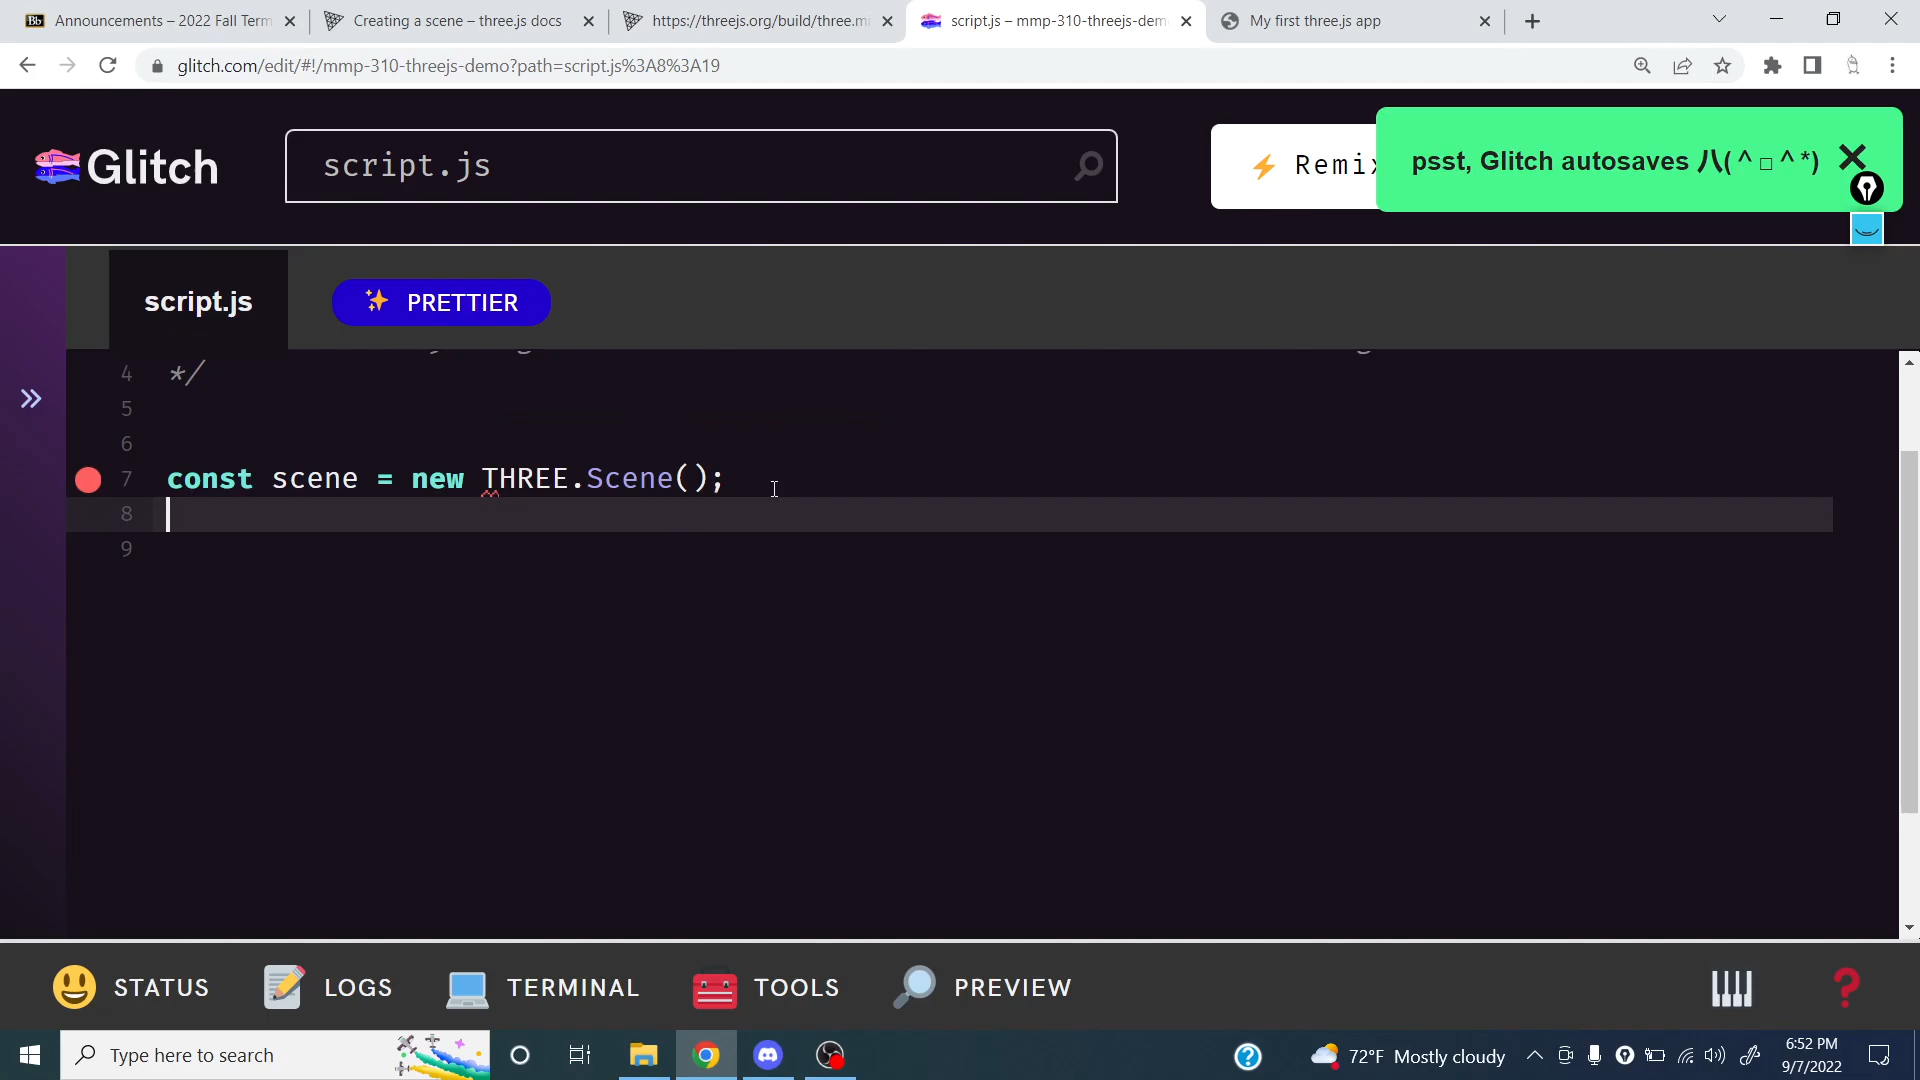 Bb Announcements – 2022 Fall Term
Creating a scene – three.js docs
https://threejs.org/build/three.mi
script.js – mmp-310-threejs-dem
My first three.js app
glitch.com/edit/#!/mmp-310-threejs-demo?path=script.js%3A8%3A19
Glitch
script.js
Remix
psst, Glitch autosaves 八(^□^*)
script.js
PRETTIER
4 */
5
6
7 const scene = new THREE.Scene();
8
9
STATUS
LOGS
TERMINAL
TOOLS
PREVIEW
?
Type here to search
?
72°F Mostly cloudy
6:52 PM
9/7/2022